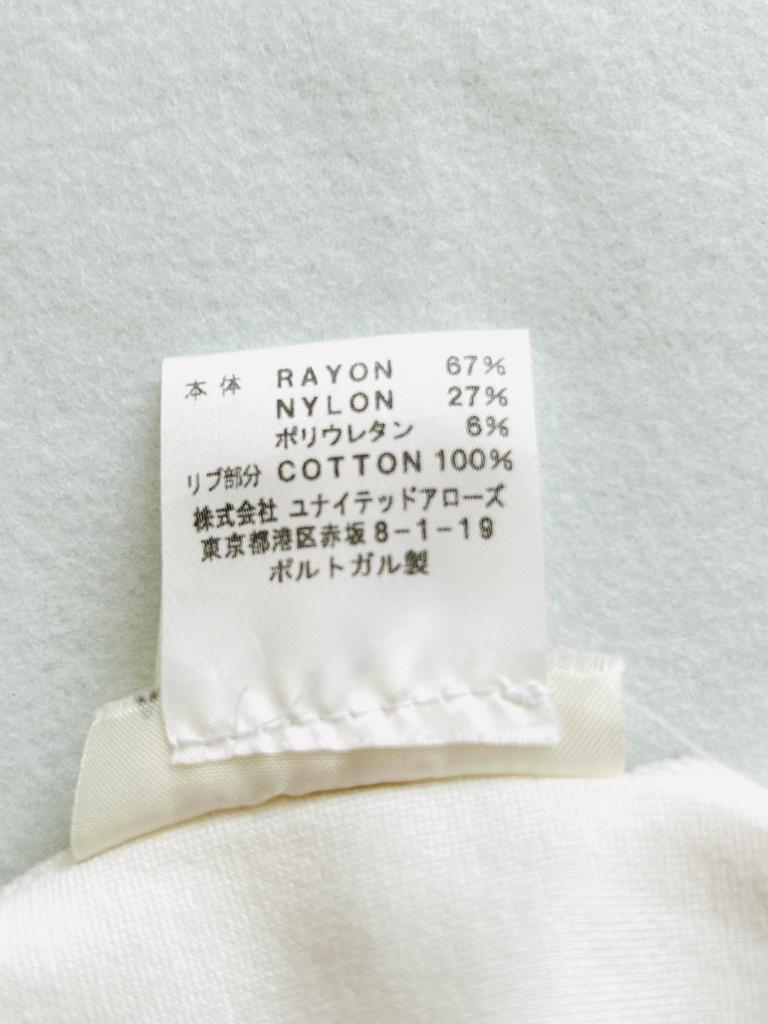 本体 RAYON 67%
NYLON 27%
ポリウレタン 6%
リブ部分 COTTON 100%
株式会社 ユナイテッドアローズ
東京都港区赤坂8-1-19
ポルトガル製